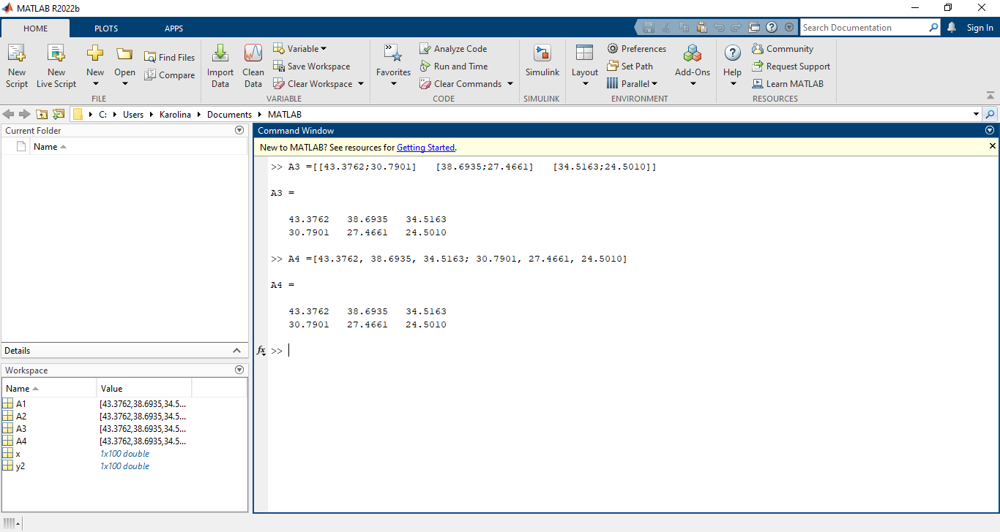 MATLAB R2022b
HOME PLOTS APPS
Search Documentation
Sign In
New Script
New Live Script
New
Open
Find Files
Compare
FILE
Import Data
Clean Data
Variable
Save Workspace
Clear Workspace
VARIABLE
Favorites
Analyze Code
Run and Time
Clear Commands
CODE
Simulink
SIMULINK
Layout
Preferences
Set Path
Parallel
Add-Ons
ENVIRONMENT
Help
Community
Request Support
Learn MATLAB
RESOURCES
C: Users Karolina Documents MATLAB
Current Folder
Name
Details
Workspace
Name Value
A1 [43.3762,38.6935,34.5...
A2 [43.3762,38.6935,34.5...
A3 [43.3762,38.6935,34.5...
A4 [43.3762,38.6935,34.5...
x 1x100 double
y2 1x100 double
Command Window
New to MATLAB? See resources for Getting Started.
>> A3 =[[43.3762;30.7901] [38.6935;27.4661] [34.5163;24.5010]]
A3 =
43.3762 38.6935 34.5163
30.7901 27.4661 24.5010
>> A4 =[43.3762, 38.6935, 34.5163; 30.7901, 27.4661, 24.5010]
A4 =
43.3762 38.6935 34.5163
30.7901 27.4661 24.5010
fx >>